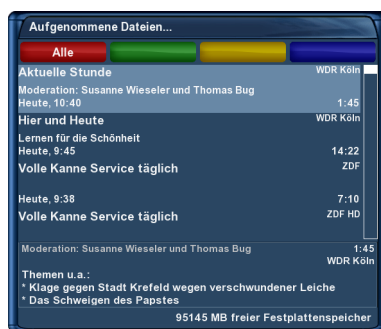 Aufgenommene Dateien...
Alle
Aktuelle Stunde WDR Köln
Moderation: Susanne Wieseler und Thomas Bug
Heute, 10:40 1:45
Hier und Heute WDR Köln
Lernen für die Schönheit
Heute, 9:45 14:22
Volle Kanne Service täglich ZDF
Heute, 9:38 7:10
Volle Kanne Service täglich ZDF HD
Moderation: Susanne Wieseler und Thomas Bug 1:45
WDR Köln
Themen u.a.:
* Klage gegen Stadt Krefeld wegen verschwundener Leiche
* Das Schweigen des Papstes
95145 MB freier Festplattenspeicher